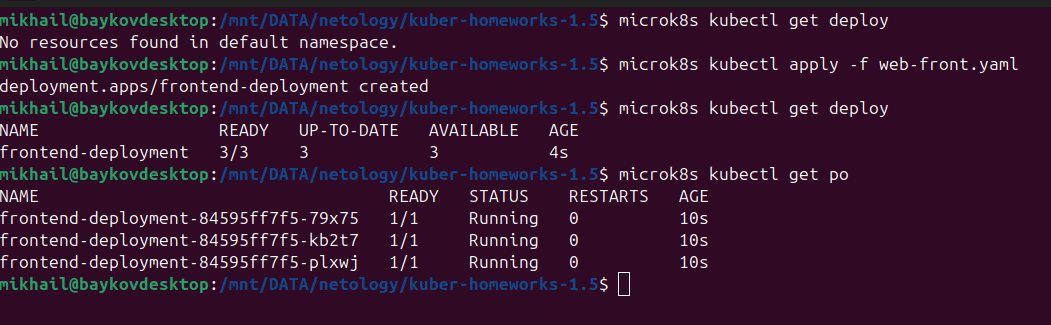 mikhail@baykovdesktop:/mnt/DATA/netology/kuber-homeworks-1.5$ microk8s kubectl get deploy
No resources found in default namespace.
mikhail@baykovdesktop:/mnt/DATA/netology/kuber-homeworks-1.5$ microk8s kubectl apply -f web-front.yaml
deployment.apps/frontend-deployment created
mikhail@baykovdesktop:/mnt/DATA/netology/kuber-homeworks-1.5$ microk8s kubectl get deploy
NAME                  READY   UP-TO-DATE   AVAILABLE   AGE
frontend-deployment   3/3     3            3           4s
mikhail@baykovdesktop:/mnt/DATA/netology/kuber-homeworks-1.5$ microk8s kubectl get po
NAME                                   READY   STATUS    RESTARTS   AGE
frontend-deployment-84595ff7f5-79x75   1/1     Running   0          10s
frontend-deployment-84595ff7f5-kb2t7   1/1     Running   0          10s
frontend-deployment-84595ff7f5-plxwj   1/1     Running   0          10s
mikhail@baykovdesktop:/mnt/DATA/netology/kuber-homeworks-1.5$